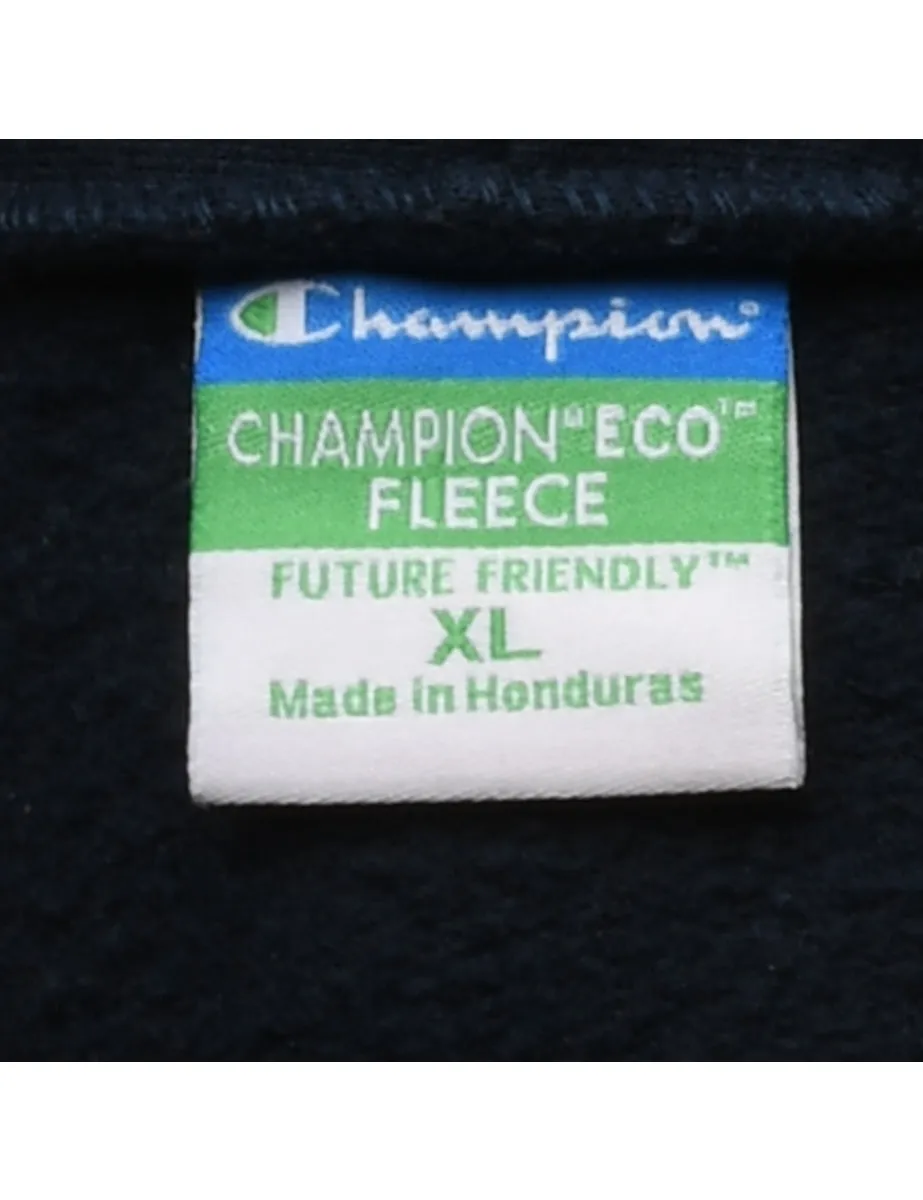 Champion®
CHAMPION® ECO™
FLEECE
FUTURE FRIENDLY™
XL
Made in Honduras